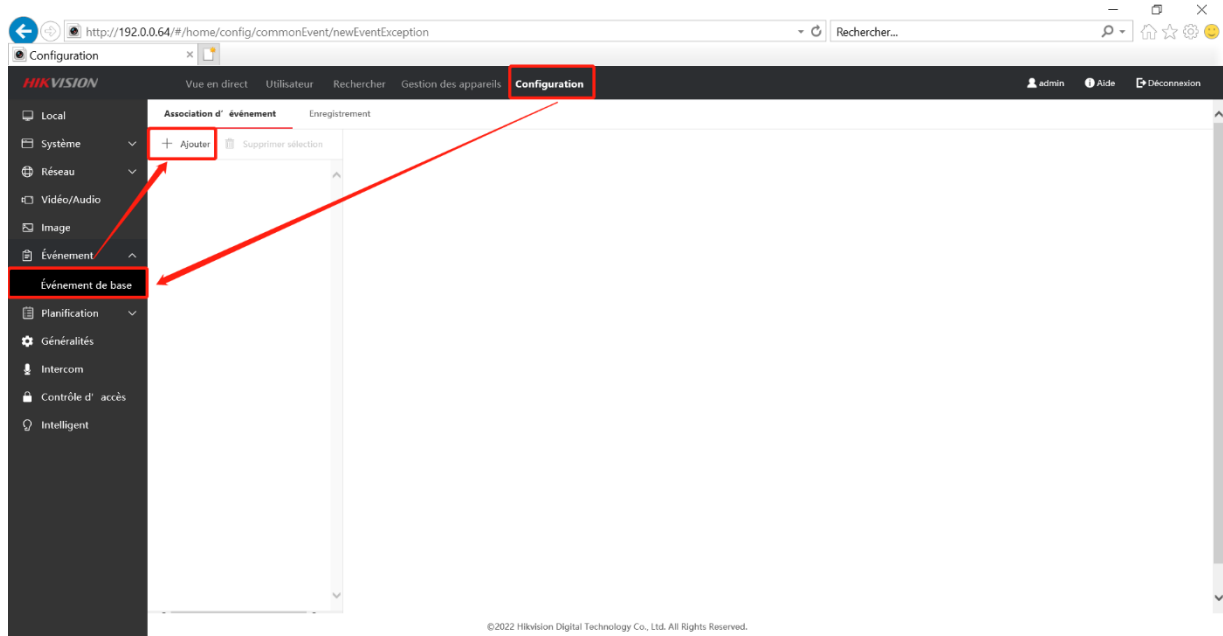 http://192.0.0.64/#/home/config/commonEvent/newEventException
Rechercher...
Configuration
HIKVISION
Vue en direct Utilisateur Rechercher Gestion des appareils Configuration
admin Aide Déconnexion
Local
Système
Réseau
Vidéo/Audio
Image
Événement
Événement de base
Planification
Généralités
Intercom
Contrôle d' accès
Intelligent
Association d' événement Enregistrement
+ Ajouter Supprimer sélection
©2022 Hikvision Digital Technology Co., Ltd. All Rights Reserved.